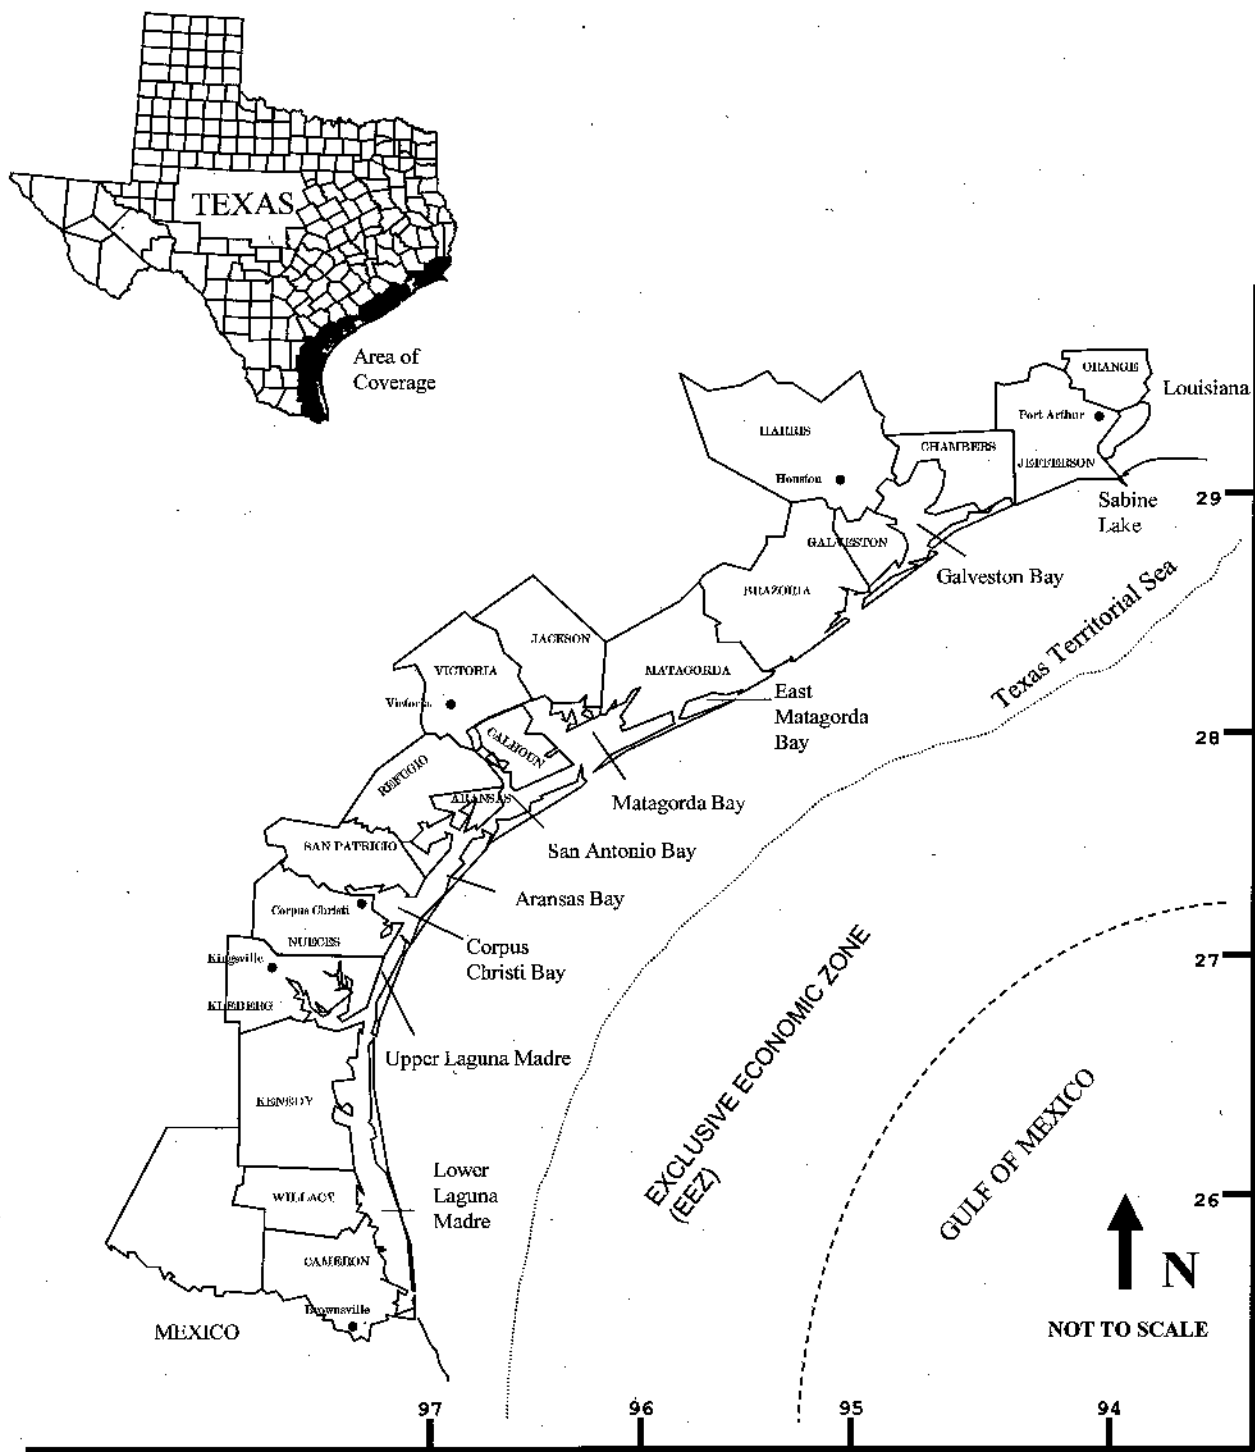 TEXAS
Area of
Coverage
ORANGE
Louisiana
Port Arthur
HARRIS
CHAMBERS
JEFFERSON
Houston
29
Sabine
Lake
GALVESTON
Galveston Bay
BRAZORIA
Texas Territorial Sea
JACKSON
VICTORIA
MATAGORDA
Victoria
East
Matagorda
Bay
28
CALHOUN
REFUGIO
ARANSAS
Matagorda Bay
SAN PATRICIO
San Antonio Bay
Aransas Bay
Corpus Christi
NUECES
Corpus
Christi Bay
27
Kingsville
KLEBERG
EXCLUSIVE ECONOMIC ZONE
(EEZ)
Upper Laguna Madre
KENEDY
GULF OF MEXICO
Lower
Laguna
Madre
WILLACY
26
CAMERON
N
Brownsville
MEXICO
NOT TO SCALE
97
96
95
94